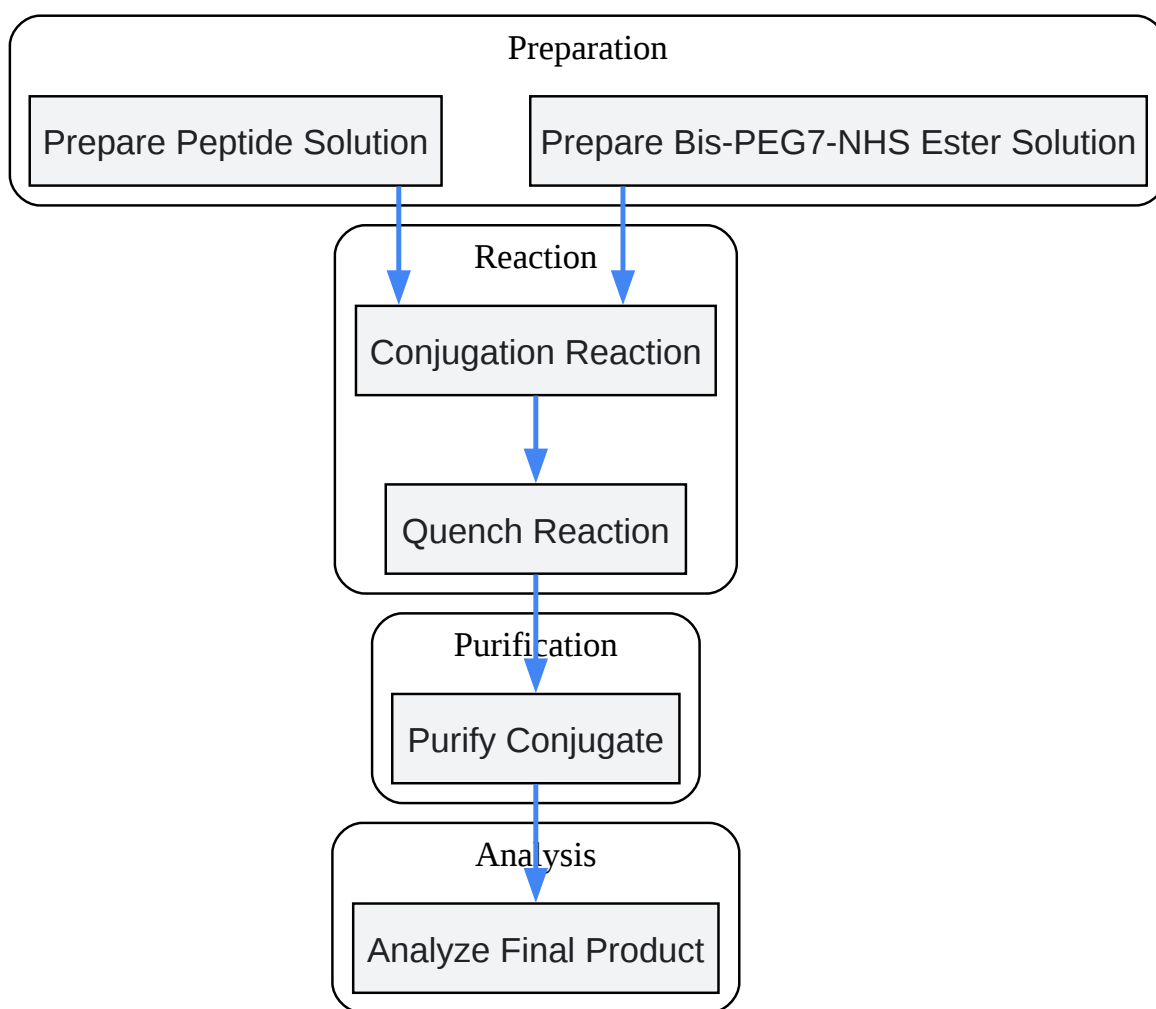 Preparation
Prepare Peptide Solution
Prepare Bis-PEG7-NHS Ester Solution
Reaction
Conjugation Reaction
Quench Reaction
Purification
Purify Conjugate
Analysis
Analyze Final Product